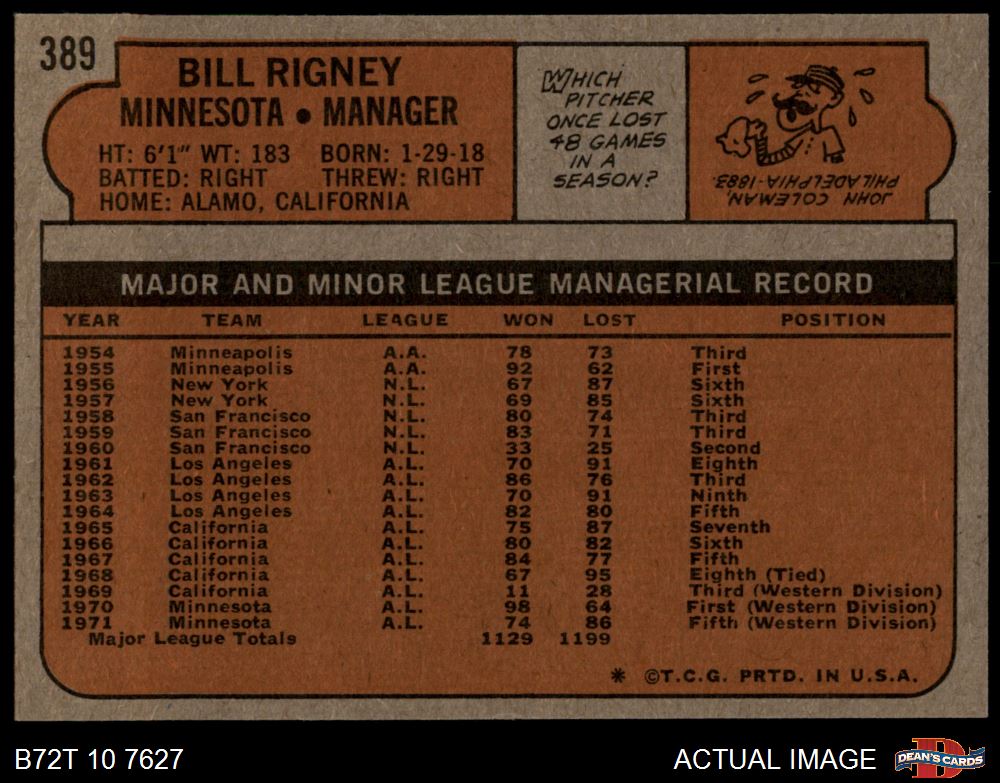 389
BILL RIGNEY
MINNESOTA • MANAGER
HT: 6'1" WT: 183 BORN: 1-29-18
BATTED: RIGHT THREW: RIGHT
HOME: ALAMO, CALIFORNIA
WHICH
PITCHER
ONCE LOST
48 GAMES
IN A
SEASON?
JOHN COLEMAN,
PHILADELPHIA-1883.
MAJOR AND MINOR LEAGUE MANAGERIAL RECORD
YEAR TEAM LEAGUE WON LOST POSITION
1954 Minneapolis A.A. 78 73 Third
1955 Minneapolis A.A. 92 62 First
1956 New York N.L. 67 87 Sixth
1957 New York N.L. 69 85 Sixth
1958 San Francisco N.L. 80 74 Third
1959 San Francisco N.L. 83 71 Third
1960 San Francisco N.L. 33 25 Second
1961 Los Angeles A.L. 70 91 Eighth
1962 Los Angeles A.L. 86 76 Third
1963 Los Angeles A.L. 70 91 Ninth
1964 Los Angeles A.L. 82 80 Fifth
1965 California A.L. 75 87 Seventh
1966 California A.L. 80 82 Sixth
1967 California A.L. 84 77 Fifth
1968 California A.L. 67 95 Eighth (Tied)
1969 California A.L. 11 28 Third (Western Division)
1970 Minnesota A.L. 98 64 First (Western Division)
1971 Minnesota A.L. 74 86 Fifth (Western Division)
Major League Totals 1129 1199
* ©T.C.G. PRTD. IN U.S.A.
B72T 10 7627 ACTUAL IMAGE D DEAN'S CARDS